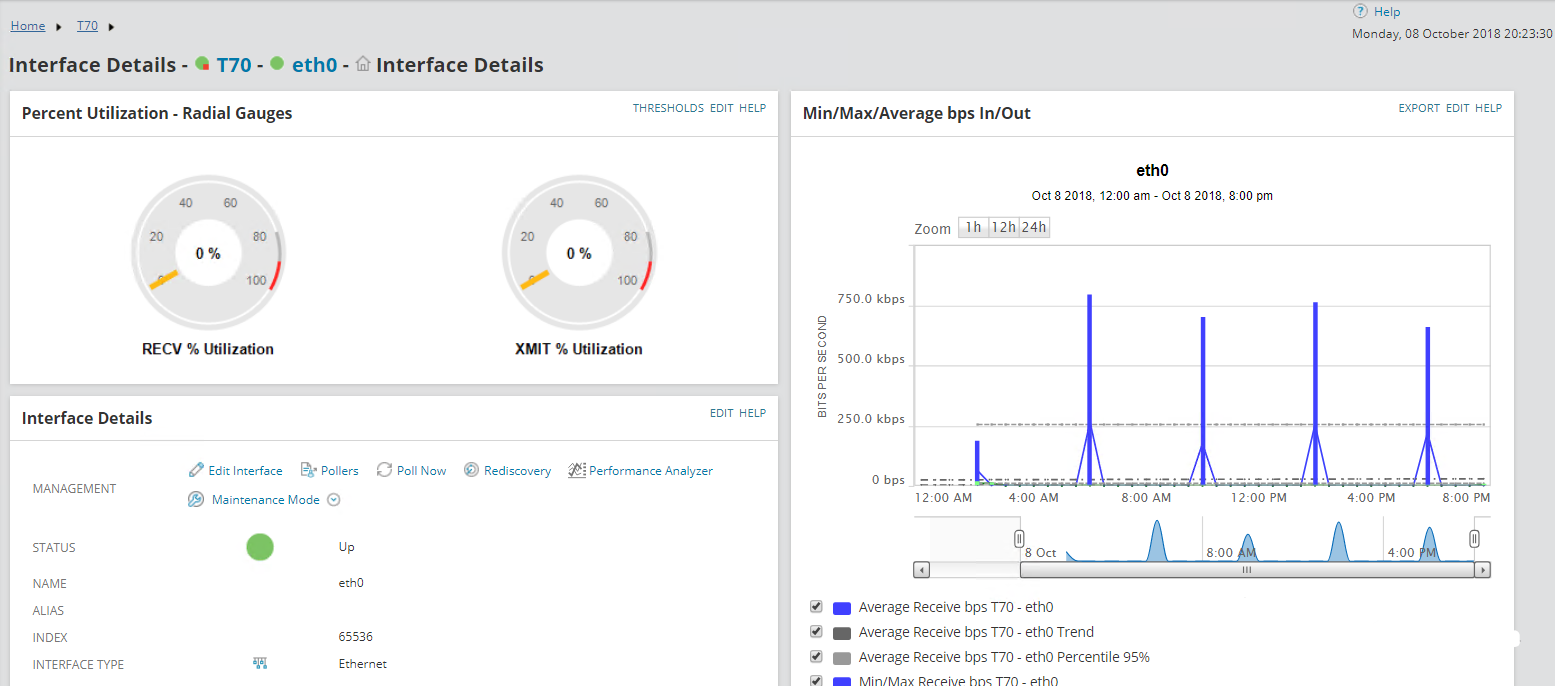 Home T70
Help
Monday, 08 October 2018 20:23:30
Interface Details - T70 - eth0 - Interface Details
Percent Utilization - Radial Gauges
THRESHOLDS EDIT HELP
0 20 40 60 80 100
0 %
RECV % Utilization
0 20 40 60 80 100
0 %
XMIT % Utilization
Interface Details
EDIT HELP
MANAGEMENT
Edit Interface Pollers Poll Now Rediscovery Performance Analyzer
Maintenance Mode
STATUS Up
NAME eth0
ALIAS
INDEX 65536
INTERFACE TYPE Ethernet
Min/Max/Average bps In/Out
EXPORT EDIT HELP
eth0
Oct 8 2018, 12:00 am - Oct 8 2018, 8:00 pm
Zoom 1h 12h 24h
BITS PER SECOND
750.0 kbps
500.0 kbps
250.0 kbps
0 bps
12:00 AM 4:00 AM 8:00 AM 12:00 PM 4:00 PM 8:00 PM
8 Oct 8:00 AM 4:00 PM
Average Receive bps T70 - eth0
Average Receive bps T70 - eth0 Trend
Average Receive bps T70 - eth0 Percentile 95%
Min/Max Receive bps T70 - eth0